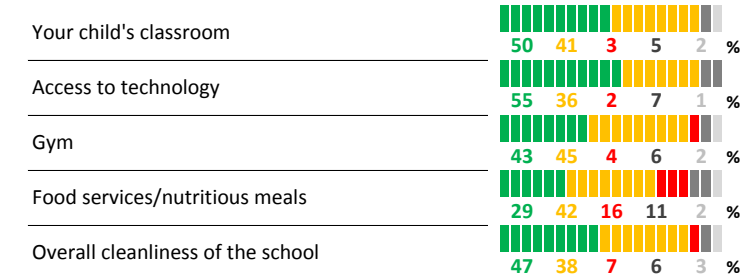 Your child's classroom
50 41 3 5 2 %
Access to technology
55 36 2 7 1 %
Gym
43 45 4 6 2 %
Food services/nutritious meals
29 42 16 11 2 %
Overall cleanliness of the school
47 38 7 6 3 %